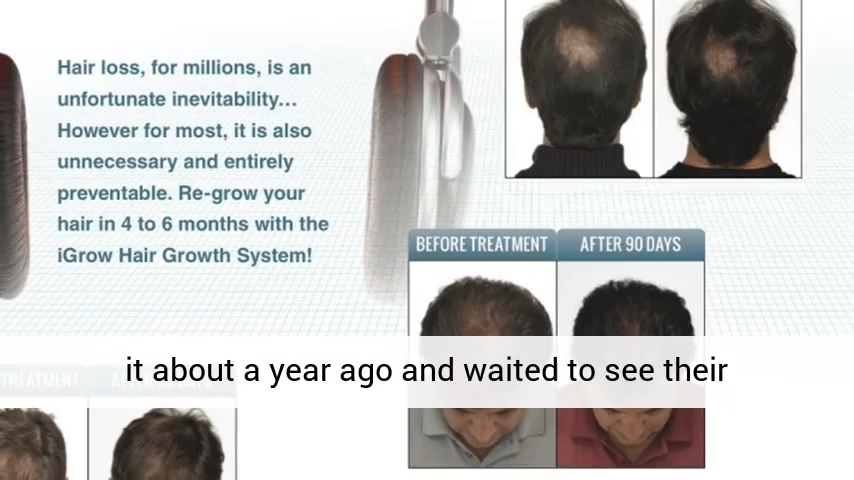 Hair loss, for millions, is an
unfortunate inevitability...
However for most, it is also
unnecessary and entirely
preventable. Re-grow your
hair in 4 to 6 months with the
iGrow Hair Growth System!
BEFORE TREATMENT
AFTER 90 DAYS
it about a year ago and waited to see their
TREATMENT